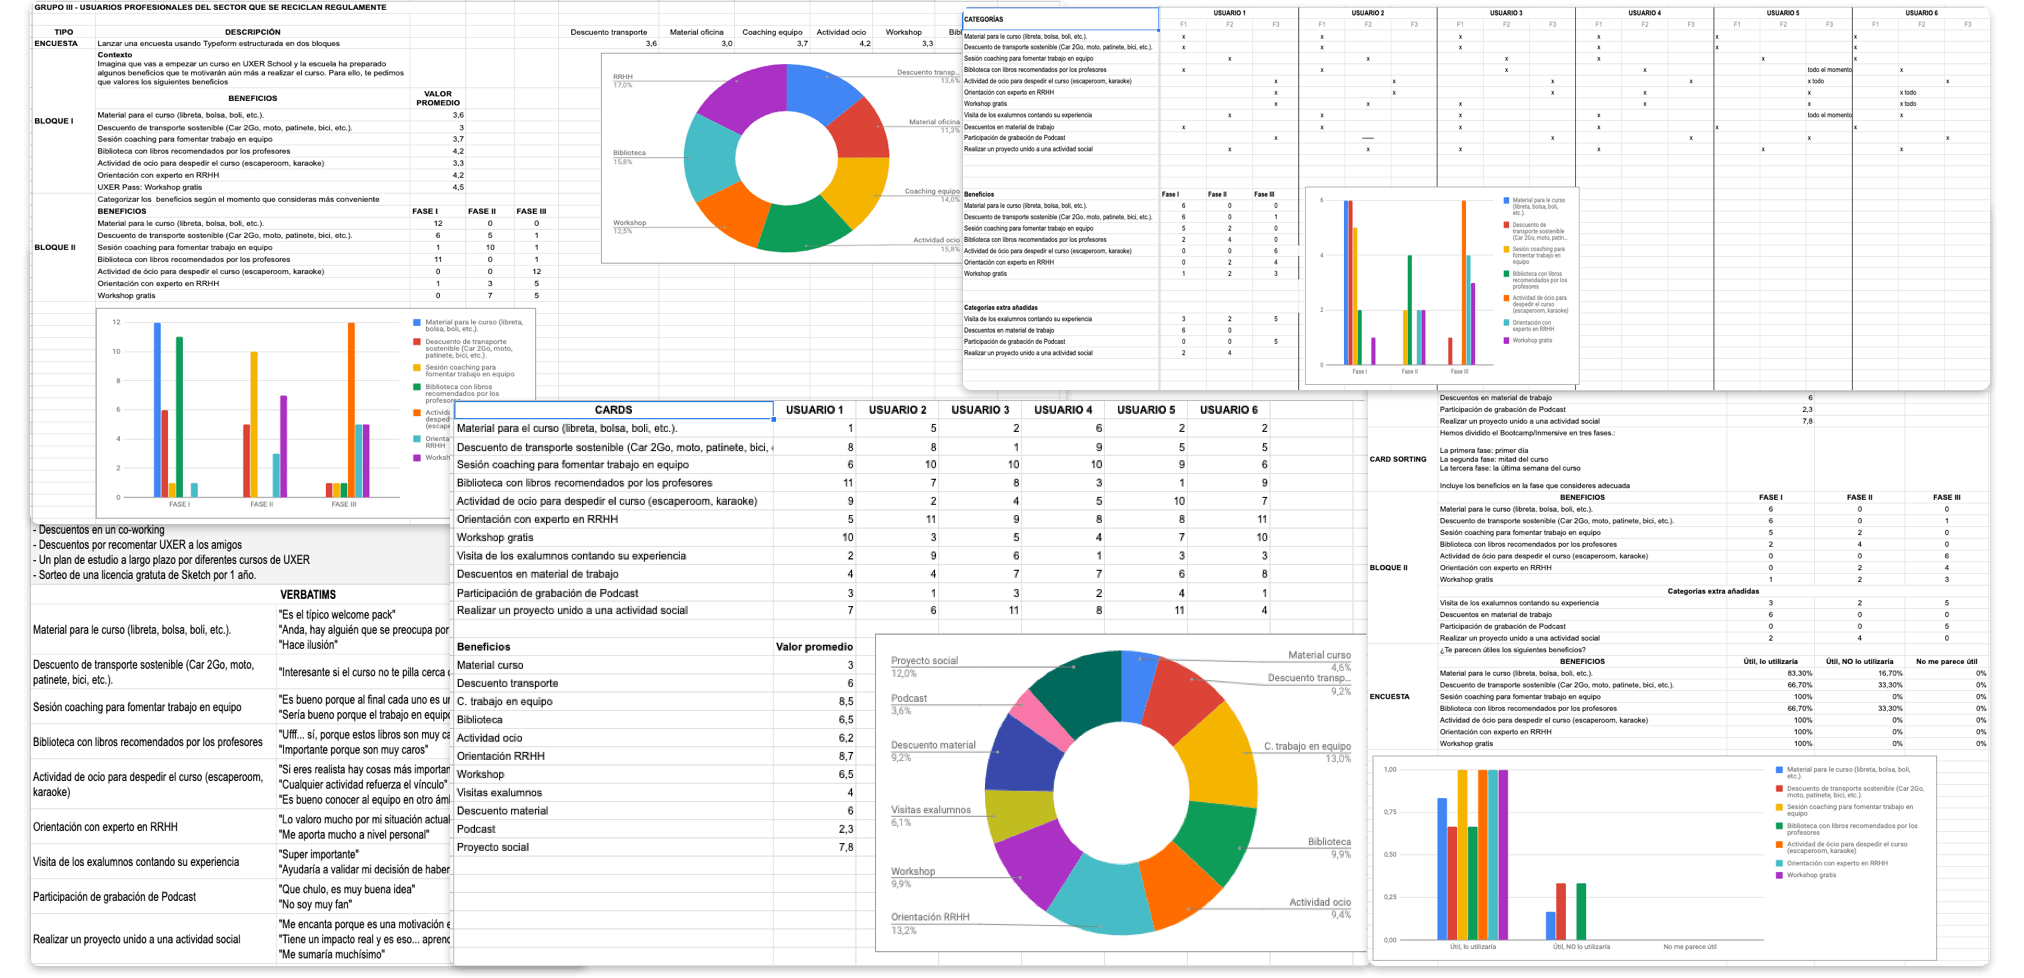 GRUPO III - USUARIOS PROFESIONALES DEL SECTOR QUE SE RECICLAN REGULAMENTE
TIPO DESCRIPCIÓN
ENCUESTA Lanzar una encuesta usando Typeform estructurada en dos bloques
Contexto
Imagina que vas a empezar un curso en UXER School y la escuela ha preparado
algunos beneficios que te motivarán aún más a realizar el curso. Para ello, te pedimos
que valores los siguientes beneficios
BENEFICIOS VALOR PROMEDIO
BLOQUE I
Material para el curso (libreta, bolsa, boli, etc.). 3,6
Descuento de transporte sostenible (Car 2Go, moto, patinete, bici, etc.). 3
Sesión coaching para fomentar trabajo en equipo 3,7
Biblioteca con libros recomendados por los profesores 4,2
Actividad de ocio para despedir el curso (escaperoom, karaoke) 3,3
Orientación con experto en RRHH 4,2
UXER Pass: Workshop gratis 4,5
Categorizar los beneficios según el momento que consideras más conveniente
BENEFICIOS FASE I FASE II FASE III
BLOQUE II
Material para le curso (libreta, bolsa, boli, etc.). 12 0 0
Descuento de transporte sostenible (Car 2Go, moto, patinete, bici, etc.). 6 5 1
Sesión coaching para fomentar trabajo en equipo 1 10 1
Biblioteca con libros recomendados por los profesores 11 0 1
Actividad de ócio para despedir el curso (escaperoom, karaoke) 0 0 12
Orientación con experto en RRHH 1 3 5
Workshop gratis 0 7 5
12
10
8
6
4
2
0
FASE I FASE II FASE III
Material para le curso (libreta,
bolsa, boli, etc.).
Descuento de transporte
sostenible (Car 2Go, moto,
patinete, bici, etc.).
Sesión coaching para
fomentar trabajo en equipo
Biblioteca con libros
recomendados por los
RRHH
Descuento transporte Material oficina Coaching equipo Actividad ocio Workshop
3,6 3,0 3,7 4,2 3,3
RRHH
17,0%
Biblioteca
15,8%
Workshop
12,5%
Descuento transp...
13,6%
Material oficina
11,3%
Coaching equipo
14,0%
Actividad ocio
15,8%
CATEGORÍAS
USUARIO 1 USUARIO 2 USUARIO 3 USUARIO 4 USUARIO 5 USUARIO 6
F1 F2 F3 F1 F2 F3 F1 F2 F3 F1 F2 F3 F1 F2 F3 F1 F2 F3
Material para le curso (libreta, bolsa, boli, etc.). x x x x x x
Descuento de transporte sostenible (Car 2Go, moto, patinete, bici, etc.). x x x x x x
Sesión coaching para fomentar trabajo en equipo x x x x x x
Biblioteca con libros recomendados por los profesores x x x x todo el momento x
Actividad de ócio para despedir el curso (escaperoom, karaoke) x x x x x todo x
Orientación con experto en RRHH x x x x x x todo
Workshop gratis x x x x x x todo
Visita de los exalumnos contando su experiencia x x x x todo el momento x
Descuentos en material de trabajo x x x x x x
Participación de grabación de Podcast x ------ x x x x
Realizar un proyecto unido a una actividad social x x x x x x
Beneficios Fase I Fase II Fase III
Material para le curso (libreta, bolsa, boli, etc.). 6 0 0
Descuento de transporte sostenible (Car 2Go, moto, patinete, bici, etc.). 6 0 1
Sesión coaching para fomentar trabajo en equipo 5 2 0
Biblioteca con libros recomendados por los profesores 2 4 0
Actividad de ócio para despedir el curso (escaperoom, karaoke) 0 0 6
Orientación con experto en RRHH 0 2 4
Workshop gratis 1 2 3
Categorías extra añadidas
Visita de los exalumnos contando su experiencia 3 2 5
Descuentos en material de trabajo 6 0
Participación de grabación de Podcast 0 0 5
Realizar un proyecto unido a una actividad social 2 4
6
4
2
0
Fase I Fase II Fase III
Material para le curso
(libreta, bolsa, boli,
etc.).
Descuento de
transporte sostenible
(Car 2Go, moto, patin...
Sesión coaching para
fomentar trabajo en
equipo
Biblioteca con libros
recomendados por los
profesores
Actividad de ócio para
despedir el curso
(escaperoom, karaoke)
Orientación con
experto en RRHH
Workshop gratis
- Descuentos en un co-working
- Descuentos por recomentar UXER a los amigos
- Un plan de estudio a largo plazo por diferentes cursos de UXER
- Sorteo de una licencia gratuta de Sketch por 1 año.
VERBATIMS
Material para le curso (libreta, bolsa, boli, etc.).
"Es el típico welcome pack"
"Anda, hay alguién que se preocupa por
"Hace ilusión"
Descuento de transporte sostenible (Car 2Go, moto,
patinete, bici, etc.).
"Interesante si el curso no te pilla cerca
Sesión coaching para fomentar trabajo en equipo
"Es bueno porque al final cada uno es
"Sería bueno porque el trabajo en
Biblioteca con libros recomendados por los profesores
"Ufff... sí, porque estos libros son muy
"Importante porque son muy caros"
Actividad de ócio para despedir el curso (escaperoom,
karaoke)
"Si eres realista hay cosas más
"Cualquier actividad refuerza el vínculo"
"Es bueno conocer al equipo en otro
Orientación con experto en RRHH
"Lo valoro mucho por mi situación
"Me aporta mucho a nivel personal"
Visita de los exalumnos contando su experiencia
"Super importante"
"Ayudaría a validar mi decisión de haber
Participación de grabación de Podcast
"Que chulo, es muy buena idea"
"No soy muy fan"
Realizar un proyecto unido a una actividad social
"Me encanta porque es una motivación
"Tiene un impacto real y es eso...
"Me sumaría muchísimo"
CARDS USUARIO 1 USUARIO 2 USUARIO 3 USUARIO 4 USUARIO 5 USUARIO 6
Material para el curso (libreta, bolsa, boli, etc.). 1 5 2 6 2 2
Descuento de transporte sostenible (Car 2Go, moto, patinete, bici, 8 8 1 9 5 5
Sesión coaching para fomentar trabajo en equipo 6 10 10 10 9 6
Biblioteca con libros recomendados por los profesores 11 7 8 3 1 9
Actividad de ocio para despedir el curso (escaperoom, karaoke) 9 2 4 5 10 7
Orientación con experto en RRHH 5 11 9 8 8 11
Workshop gratis 10 3 5 4 7 10
Visita de los exalumnos contando su experiencia 2 9 6 1 3 3
Descuentos en material de trabajo 4 4 7 7 6 8
Participación de grabación de Podcast 3 1 3 2 4 1
Realizar un proyecto unido a una actividad social 7 6 11 8 11 4
Beneficios Valor promedio
Material curso 3
Descuento transporte 6
C. trabajo en equipo 8,5
Biblioteca 6,5
Actividad ocio 6,2
Orientación RRHH 8,7
Workshop 6,5
Visitas exalumnos 4
Descuento material 6
Podcast 2,3
Proyecto social 7,8
Proyecto social
12,0%
Podcast
3,6%
Descuento material
9,2%
Visitas exalumnos
6,1%
Workshop
9,9%
Orientación RRHH
13,2%
Material curso
4,6%
Descuento transp...
9,2%
C. trabajo en equipo
13,0%
Biblioteca
9,9%
Actividad ocio
9,4%
Descuentos en material de trabajo 6
Participación de grabación de Podcast 2,3
Realizar un proyecto unido a una actividad social 7,8
CARD SORTING
Hemos dividido el Bootcamp/Inmersive en tres fases.:
La primera fase: primer día
La segunda fase: mitad del curso
La tercera fase: la última semana del curso
Incluye los beneficios en la fase que consideres adecuada
BENEFICIOS FASE I FASE II FASE III
BLOQUE II
Material para le curso (libreta, bolsa, boli, etc.). 6 0 0
Descuento de transporte sostenible (Car 2Go, moto, patinete, bici, etc.). 6 0 1
Sesión coaching para fomentar trabajo en equipo 5 2 0
Biblioteca con libros recomendados por los profesores 2 4 0
Actividad de ócio para despedir el curso (escaperoom, karaoke) 0 0 6
Orientación con experto en RRHH 0 2 4
Workshop gratis 1 2 3
Categorías extra añadidas
Visita de los exalumnos contando su experiencia 3 2 5
Descuentos en material de trabajo 6 0 0
Participación de grabación de Podcast 0 0 5
Realizar un proyecto unido a una actividad social 2 4 0
¿Te parecen útiles los siguientes beneficios?
BENEFICIOS Útil, lo utilizaría Útil, NO lo utilizaría No me parece útil
ENCUESTA
Material para le curso (libreta, bolsa, boli, etc.). 83,30% 16,70% 0%
Descuento de transporte sostenible (Car 2Go, moto, patinete, bici, etc.). 66,70% 33,30% 0%
Sesión coaching para fomentar trabajo en equipo 100% 0% 0%
Biblioteca con libros recomendados por los profesores 66,70% 33,30% 0%
Actividad de ócio para despedir el curso (escaperoom, karaoke) 100% 0% 0%
Orientación con experto en RRHH 100% 0% 0%
Workshop gratis 100% 0% 0%
1,00
0,75
0,50
0,25
0,00
Útil, lo utilizaría Útil, NO lo utilizaría No me parece útil
Material para le curso (libreta, bolsa, boli,
etc.).
Descuento de transporte sostenible (Car 2Go,
moto, patinete, bici, etc.).
Sesión coaching para fomentar trabajo en
equipo
Biblioteca con libros recomendados por los
profesores
Actividad de ócio para despedir el curso
(escaperoom, karaoke)
Orientación con experto en RRHH
Workshop gratis